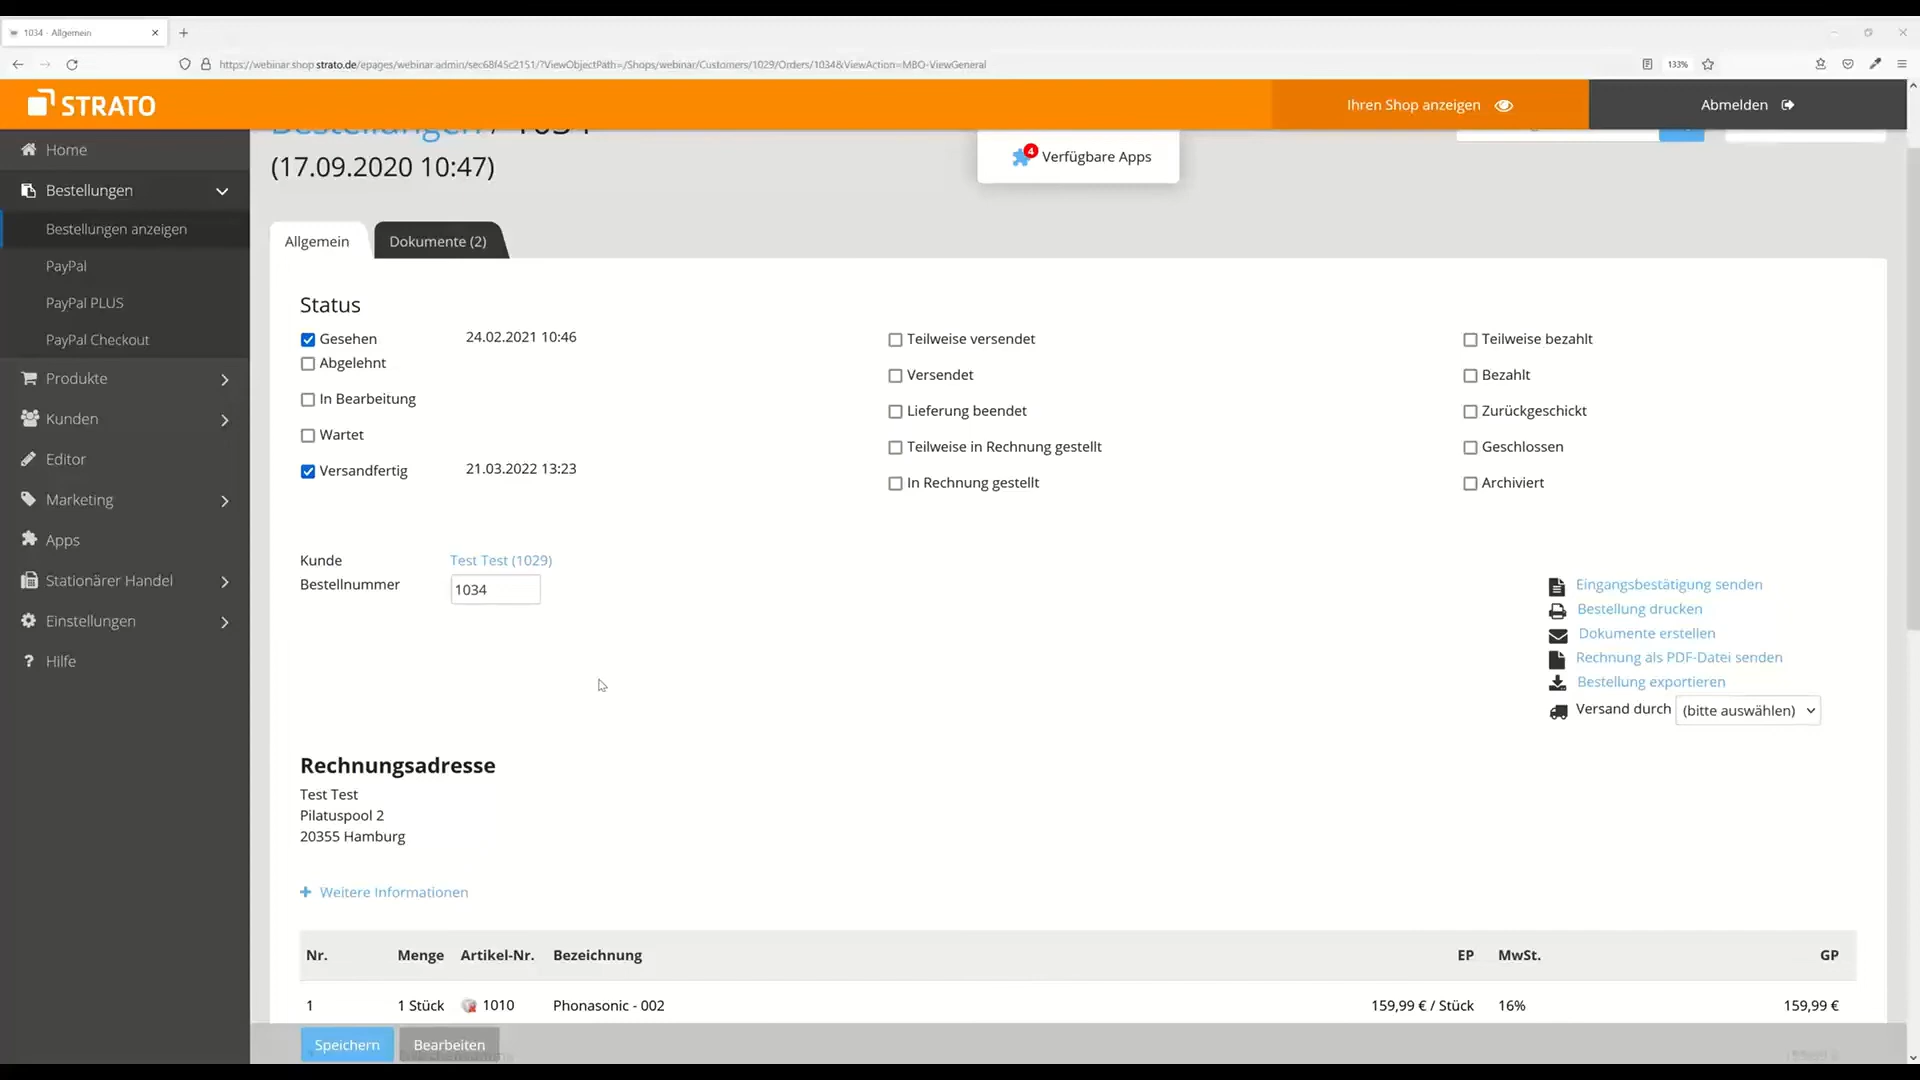 1034 - Allgemein
https://webinar.shop.strato.de/epages/webinar.admin/sec68f45c2151/?ViewObjectPath=/Shops/webinar/Customers/1029/Orders/1034&ViewAction=MBO-ViewGeneral
133%
STRATO
Ihren Shop anzeigen
Abmelden
Home
Bestellungen
Bestellungen anzeigen
PayPal
PayPal PLUS
PayPal Checkout
Produkte
Kunden
Editor
Marketing
Apps
Stationärer Handel
Einstellungen
Hilfe
Bestellungen / 1034
(17.09.2020 10:47)
4 Verfügbare Apps
Allgemein
Dokumente (2)
Status
Gesehen 24.02.2021 10:46
Abgelehnt
In Bearbeitung
Wartet
Versandfertig 21.03.2022 13:23
Teilweise versendet
Versendet
Lieferung beendet
Teilweise in Rechnung gestellt
In Rechnung gestellt
Teilweise bezahlt
Bezahlt
Zurückgeschickt
Geschlossen
Archiviert
Kunde Test Test (1029)
Bestellnummer 1034
Eingangsbestätigung senden
Bestellung drucken
Dokumente erstellen
Rechnung als PDF-Datei senden
Bestellung exportieren
Versand durch (bitte auswählen)
Rechnungsadresse
Test Test
Pilatuspool 2
20355 Hamburg
+ Weitere Informationen
Nr. Menge Artikel-Nr. Bezeichnung EP MwSt. GP
1 1 Stück 1010 Phonasonic - 002 159,99 € / Stück 16% 159,99 €
Speichern
Bearbeiten